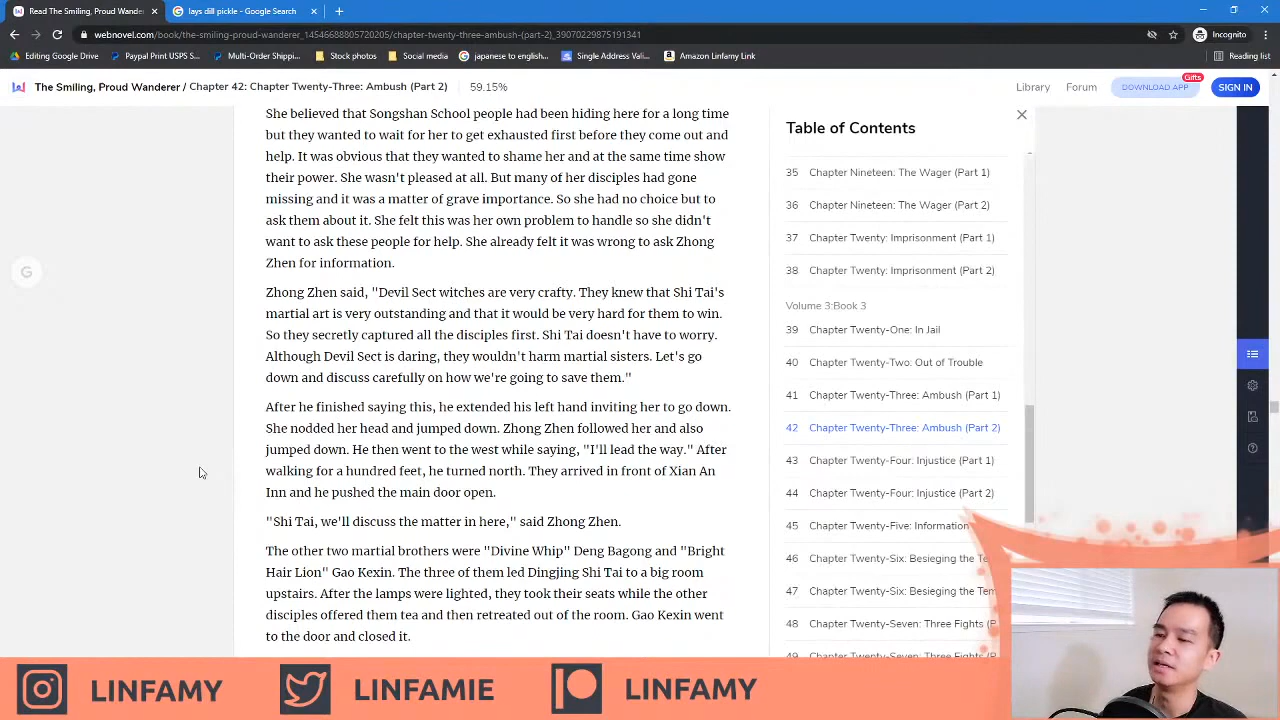 Read The Smiling, Proud Wander
lays dill pickle - Google Search
webnovel.com/book/the-smiling-proud-wanderer_14546688805720205/chapter-twenty-three-ambush-(part-2)_39070229875191341
Incognito
Editing Google Drive
Paypal Print USPS S...
Multi-Order Shippi...
Stock photos
Social media
japanese to english...
Single Address Vali...
Amazon Linfamy Link
Reading list
The Smiling, Proud Wanderer / Chapter 42: Chapter Twenty-Three: Ambush (Part 2)
59.15%
Library
Forum
DOWNLOAD APP
Gifts
SIGN IN
She believed that Songshan School people had been hiding here for a long time
but they wanted to wait for her to get exhausted first before they come out and
help. It was obvious that they wanted to shame her and at the same time show
their power. She wasn't pleased at all. But many of her disciples had gone
missing and it was a matter of grave importance. So she had no choice but to
ask them about it. She felt this was her own problem to handle so she didn't
want to ask these people for help. She already felt it was wrong to ask Zhong
Zhen for information.
Zhong Zhen said, "Devil Sect witches are very crafty. They knew that Shi Tai's
martial art is very outstanding and that it would be very hard for them to win.
So they secretly captured all the disciples first. Shi Tai doesn't have to worry.
Although Devil Sect is daring, they wouldn't harm martial sisters. Let's go
down and discuss carefully on how we're going to save them."
After he finished saying this, he extended his left hand inviting her to go down.
She nodded her head and jumped down. Zhong Zhen followed her and also
jumped down. He then went to the west while saying, "I'll lead the way." After
walking for a hundred feet, he turned north. They arrived in front of Xian An
Inn and he pushed the main door open.
"Shi Tai, we'll discuss the matter in here," said Zhong Zhen.
The other two martial brothers were "Divine Whip" Deng Bagong and "Bright
Hair Lion" Gao Kexin. The three of them led Dingjing Shi Tai to a big room
upstairs. After the lamps were lighted, they took their seats while the other
disciples offered them tea and then retreated out of the room. Gao Kexin went
to the door and closed it.
G
Table of Contents
35 Chapter Nineteen: The Wager (Part 1)
36 Chapter Nineteen: The Wager (Part 2)
37 Chapter Twenty: Imprisonment (Part 1)
38 Chapter Twenty: Imprisonment (Part 2)
Volume 3:Book 3
39 Chapter Twenty-One: In Jail
40 Chapter Twenty-Two: Out of Trouble
41 Chapter Twenty-Three: Ambush (Part 1)
42 Chapter Twenty-Three: Ambush (Part 2)
43 Chapter Twenty-Four: Injustice (Part 1)
44 Chapter Twenty-Four: Injustice (Part 2)
45 Chapter Twenty-Five: Information
46 Chapter Twenty-Six: Besieging the Te
47 Chapter Twenty-Six: Besieging the Tem
48 Chapter Twenty-Seven: Three Fights (P
49 Chapter Twenty-Seven: Three Fights (P
LINFAMY
LINFAMIE
LINFAMY